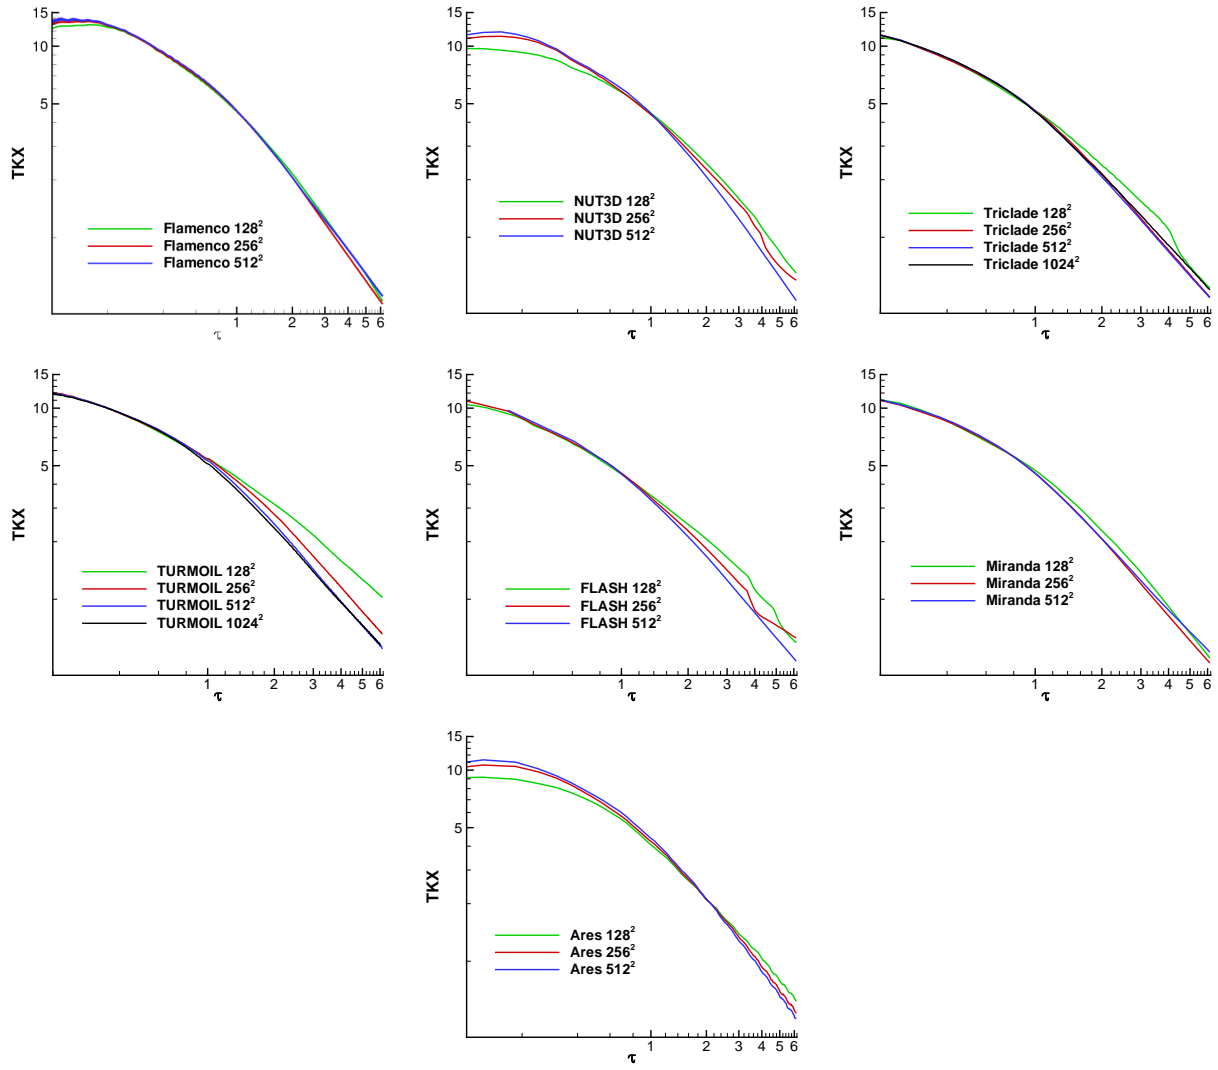 15
10
5
TKX
Flamenco 128²
Flamenco 256²
Flamenco 512²
1 2 3 4 5 6
τ
15
10
5
TKX
NUT3D 128²
NUT3D 256²
NUT3D 512²
1 2 3 4 5 6
τ
15
10
5
TKX
Triclade 128²
Triclade 256²
Triclade 512²
Triclade 1024²
1 2 3 4 5 6
τ
15
10
5
TKX
TURMOIL 128²
TURMOIL 256²
TURMOIL 512²
TURMOIL 1024²
1 2 3 4 5 6
τ
15
10
5
TKX
FLASH 128²
FLASH 256²
FLASH 512²
1 2 3 4 5 6
τ
15
10
5
TKX
Miranda 128²
Miranda 256²
Miranda 512²
1 2 3 4 5 6
τ
15
10
5
TKX
Ares 128²
Ares 256²
Ares 512²
1 2 3 4 5 6
τ